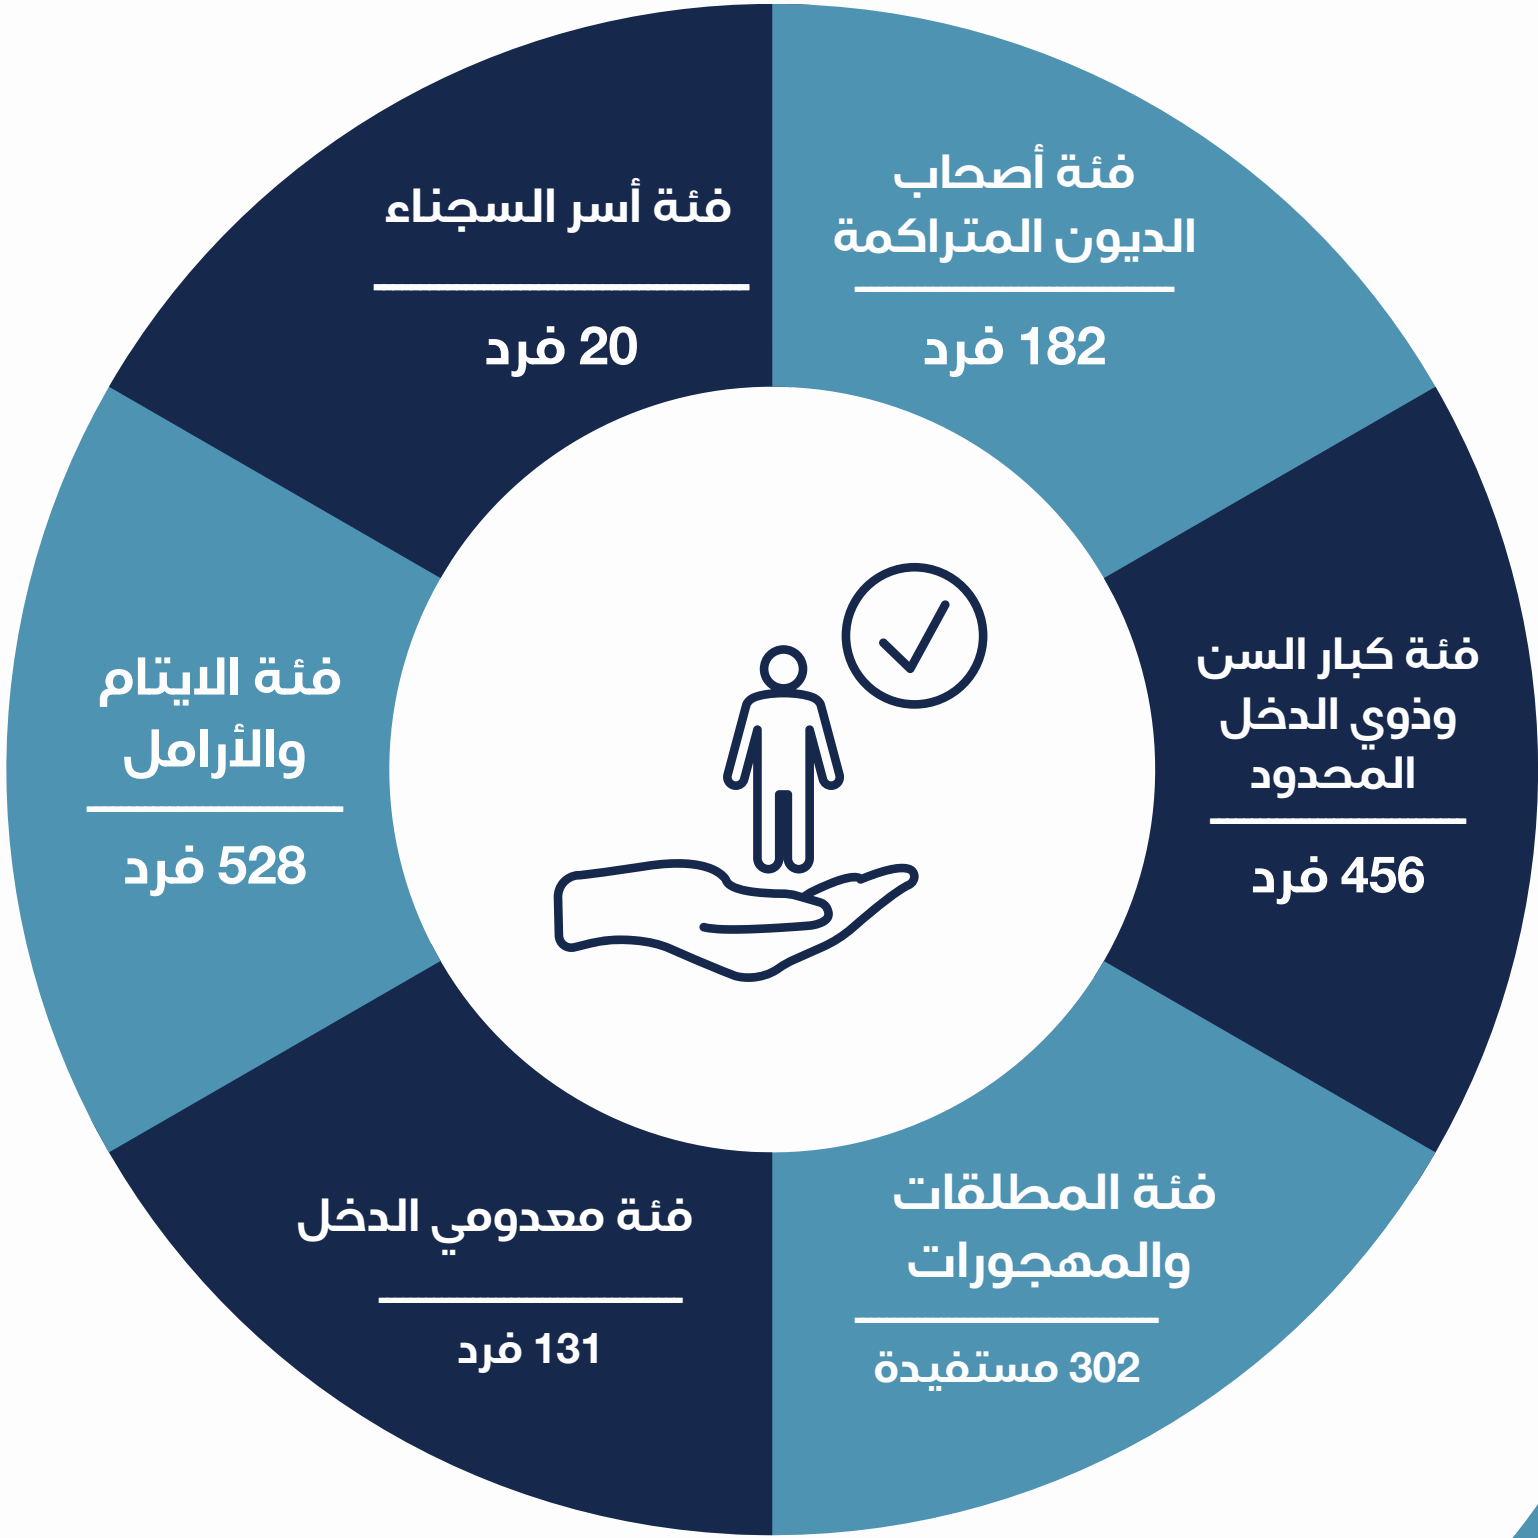 فئة أصحاب
الديون المتراكمة
182 فرد
فئة كبار السن
وذوي الدخل
المحدود
456 فرد
فئة المطلقات
والمهجورات
302 مستفيدة
فئة معدومي الدخل
131 فرد
فئة الايتام
والأرامل
528 فرد
فئة أسر السجناء
20 فرد